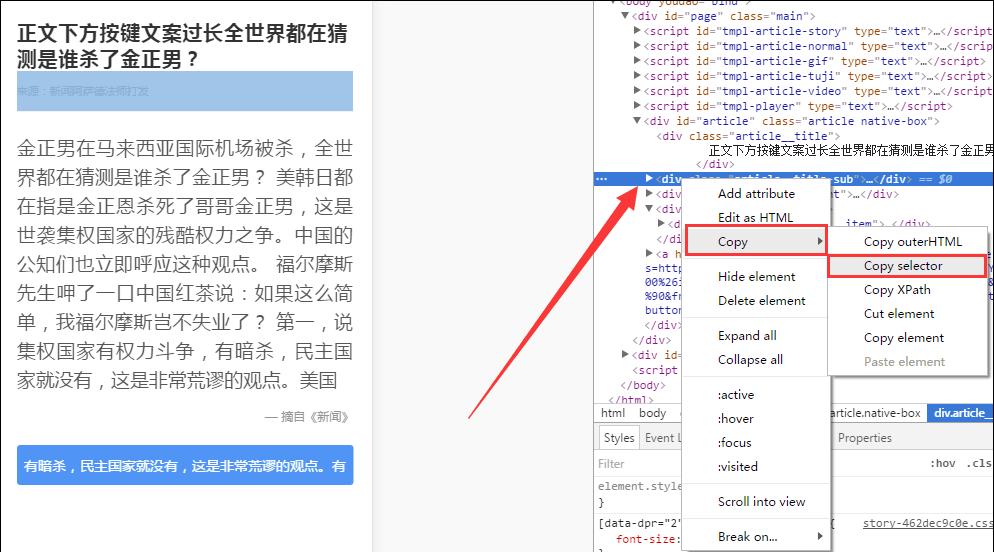 正文下方按键文案过长全世界都在猜
测是谁杀了金正男？
来源：新闻阿萨德法师打发
金正男在马来西亚国际机场被杀，全世
界都在猜测是谁杀了金正男？ 美韩日都
在指是金正恩杀死了哥哥金正男，这是
世袭集权国家的残酷权力之争。中国的
公知们也立即呼应这种观点。 福尔摩斯
先生呷了一口中国红茶说：如果这么简
单，我福尔摩斯岂不失业了？ 第一，说
集权国家有权力斗争，有暗杀，民主国
家就没有，这是非常荒谬的观点。美国
— 摘自《新闻》
有暗杀，民主国家就没有，这是非常荒谬的观点。有
<body youdao="bind">
▼<div id="page" class="main">
▶<script id="tmpl-article-story" type="text">…</script>
▶<script id="tmpl-article-normal" type="text">…</script>
▶<script id="tmpl-article-gif" type="text">…</script>
▶<script id="tmpl-article-tuji" type="text">…</script>
▶<script id="tmpl-article-video" type="text">…</script>
▶<script id="tmpl-player" type="text">…</script>
▼<div id="article" class="article native-box">
<div class="article__title">
正文下方按键文案过长全世界都在猜测是谁杀了金正男
</div>
••• ▶<div class="article__title-sub">…</div> == $0
▶<div t">…</div>
▼<div
▶<d item">…</div>
</di
▶<a h
s=http
00%26i
%90&f
button
</div>
</div>
▶<div
<script
</body>
</html>
Add attribute
Edit as HTML
Copy
Hide element
Delete element
Expand all
Collapse all
:active
:hover
:focus
:visited
Scroll into view
Break on...
Copy outerHTML
Copy selector
Copy XPath
Cut element
Copy element
Paste element
html body article.native-box div.article__
Styles Event L Properties
Filter :hov .cls
element.style {
}
[data-dpr="2" { story-462dec9c0e.css
font-size: